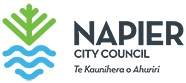 NAPIER
CITY COUNCIL
Te Kaunihera o Ahuriri